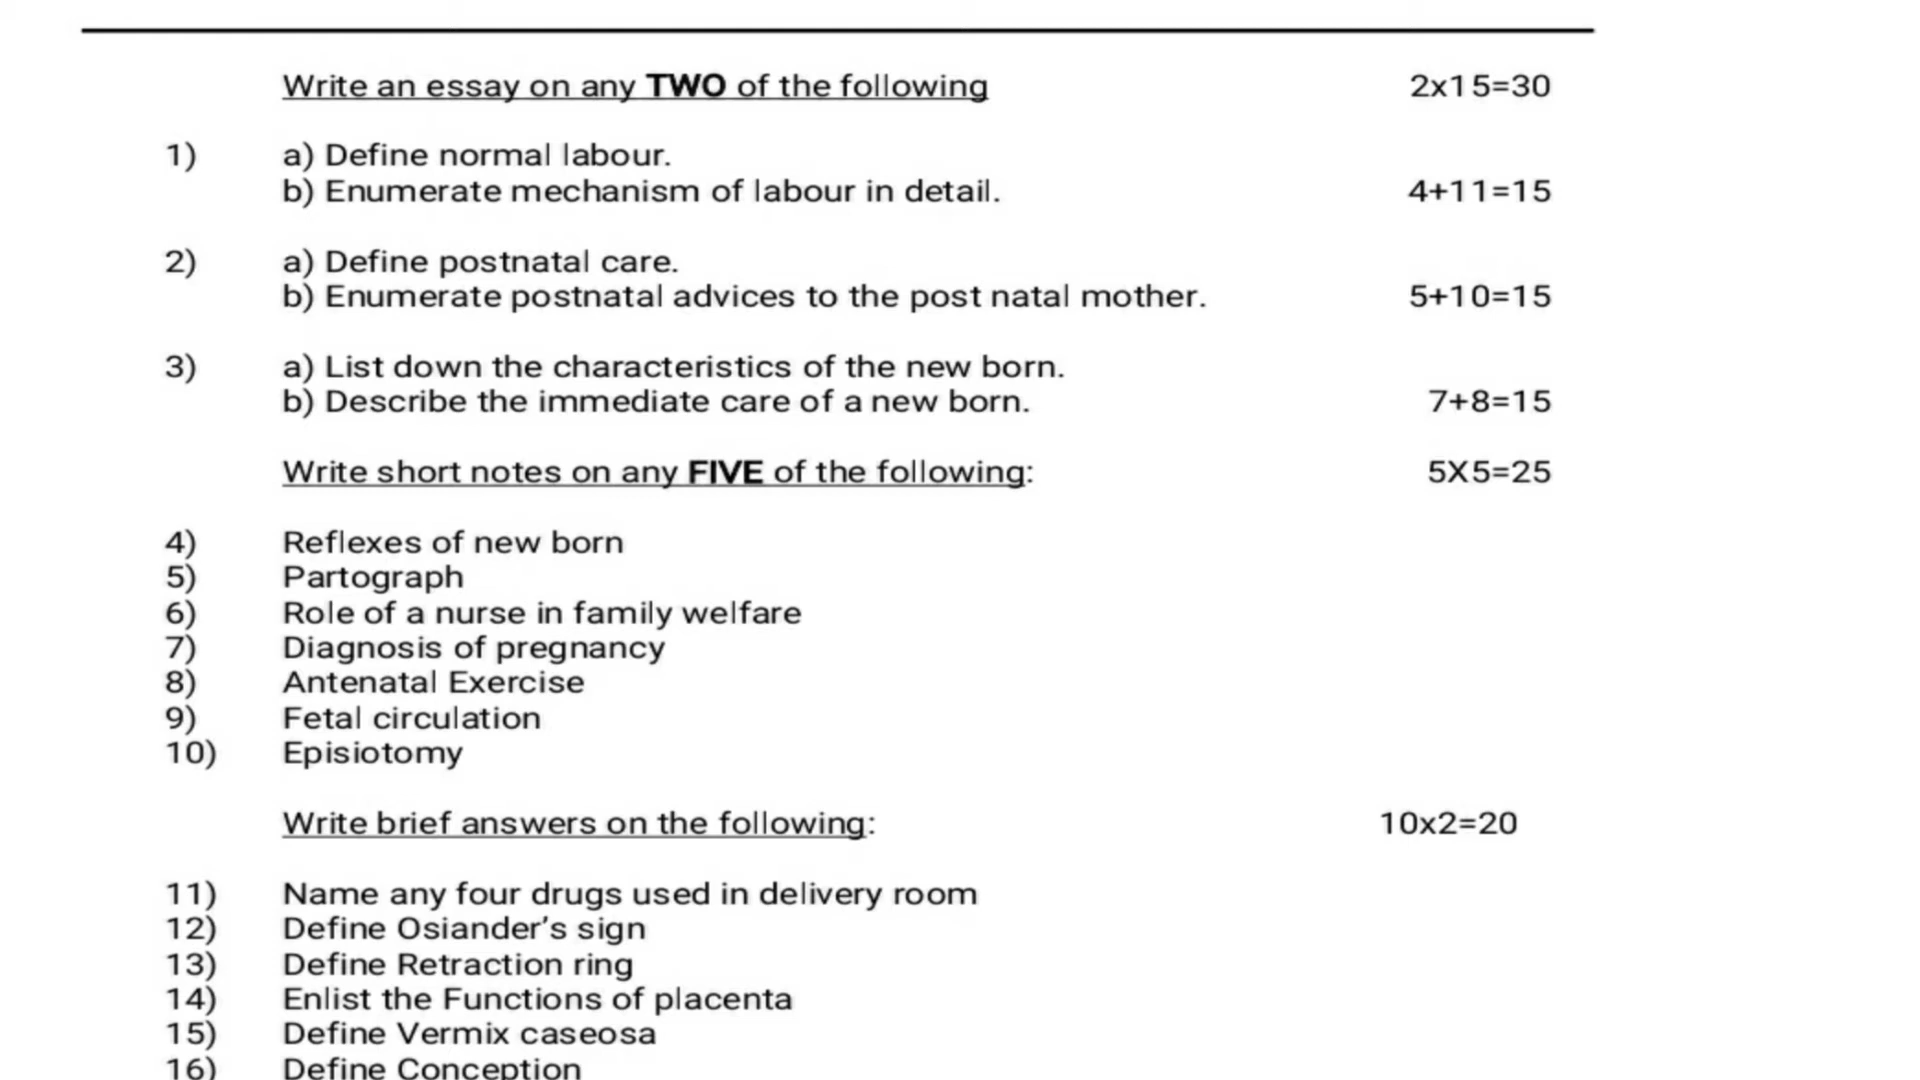 Write an essay on any TWO of the following 2x15=30
1) a) Define normal labour.
b) Enumerate mechanism of labour in detail. 4+11=15
2) a) Define postnatal care.
b) Enumerate postnatal advices to the post natal mother. 5+10=15
3) a) List down the characteristics of the new born.
b) Describe the immediate care of a new born. 7+8=15
Write short notes on any FIVE of the following: 5X5=25
4) Reflexes of new born
5) Partograph
6) Role of a nurse in family welfare
7) Diagnosis of pregnancy
8) Antenatal Exercise
9) Fetal circulation
10) Episiotomy
Write brief answers on the following: 10x2=20
11) Name any four drugs used in delivery room
12) Define Osiander’s sign
13) Define Retraction ring
14) Enlist the Functions of placenta
15) Define Vermix caseosa
16) Define Conception